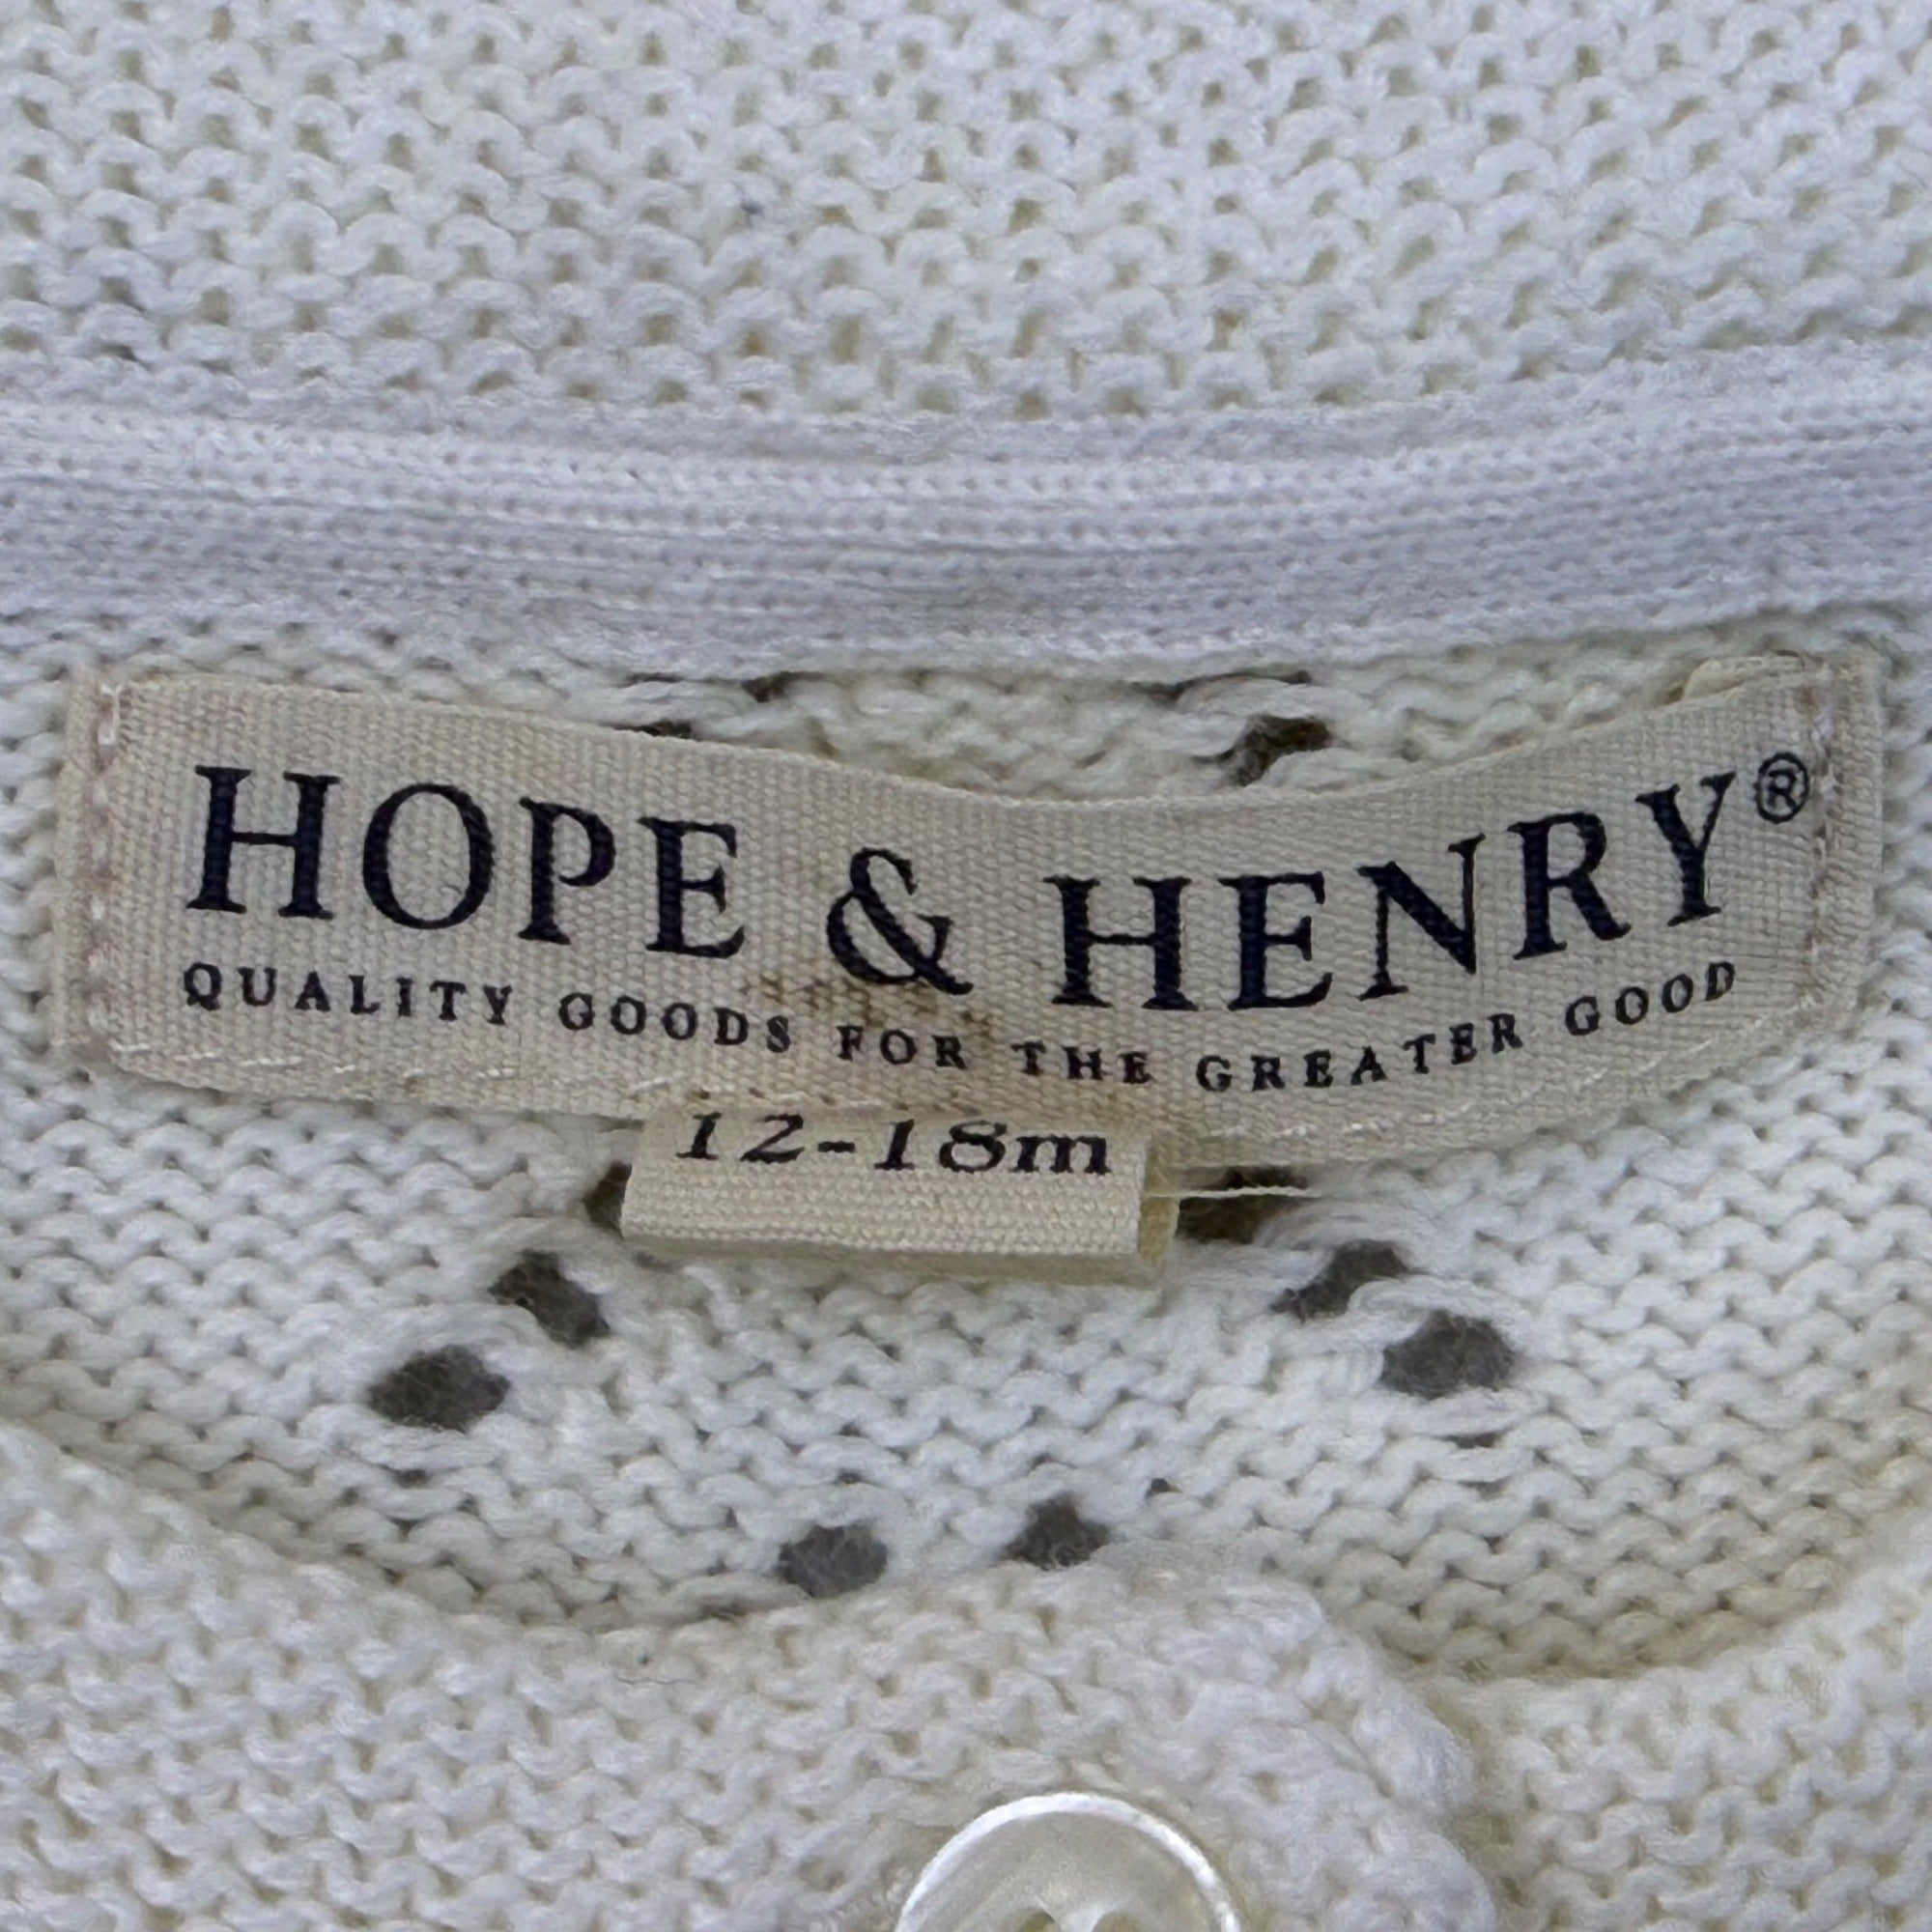 HOPE & HENRY®
QUALITY GOODS FOR THE GREATER GOOD
12-18m